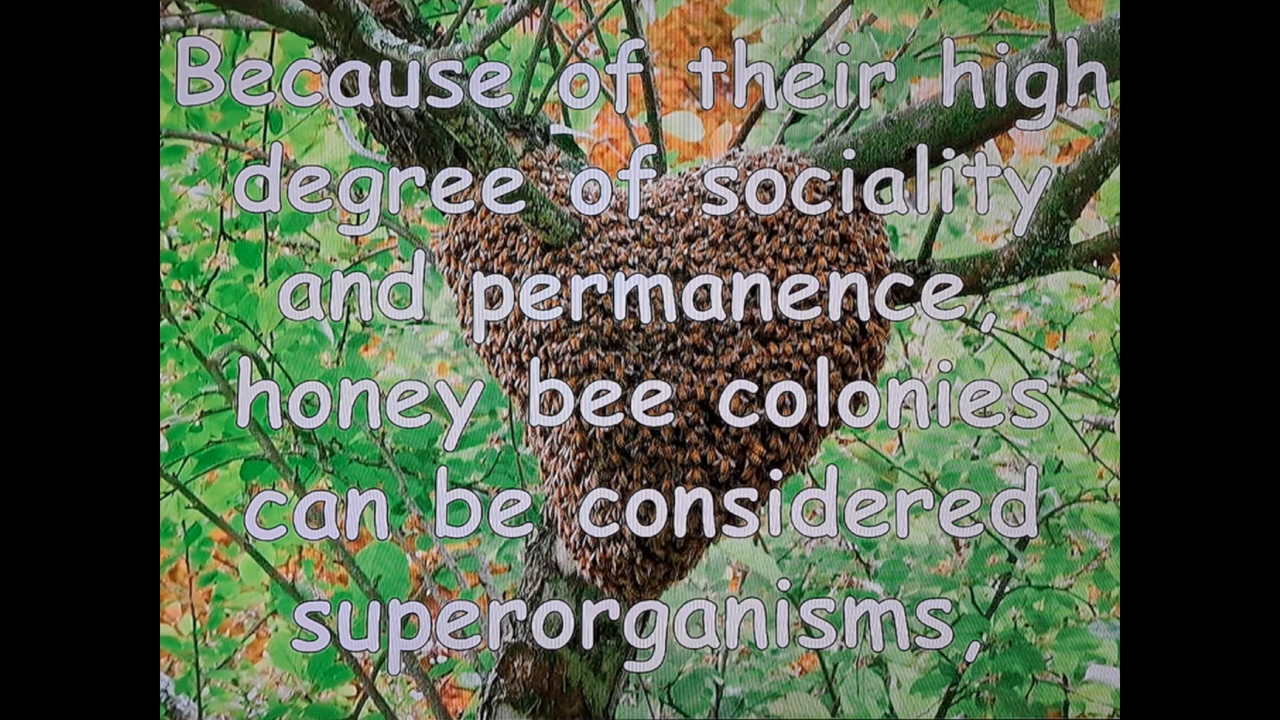 Because of their high
degree of sociality
and permanence,
honey bee colonies
can be considered
superorganisms,